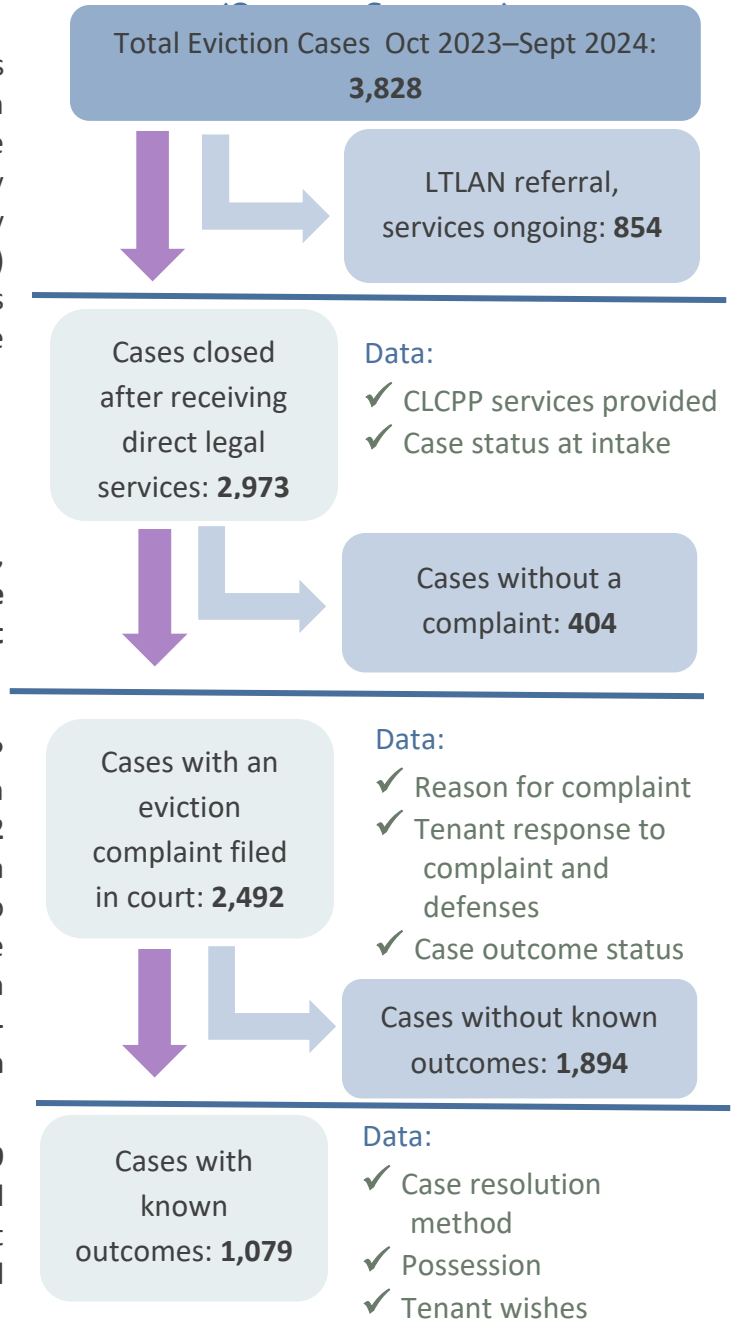 Total Eviction Cases Oct 2023–Sept 2024:
3,828
LTLAN referral,
services ongoing: 854
Cases closed
after receiving
direct legal
services: 2,973
Data:
✓ CLCPP services provided
✓ Case status at intake
Cases without a
complaint: 404
Cases with an
eviction
complaint filed
in court: 2,492
Data:
✓ Reason for complaint
✓ Tenant response to
complaint and
defenses
✓ Case outcome status
Cases without known
outcomes: 1,894
Cases with
known
outcomes: 1,079
Data:
✓ Case resolution
method
✓ Possession
✓ Tenant wishes